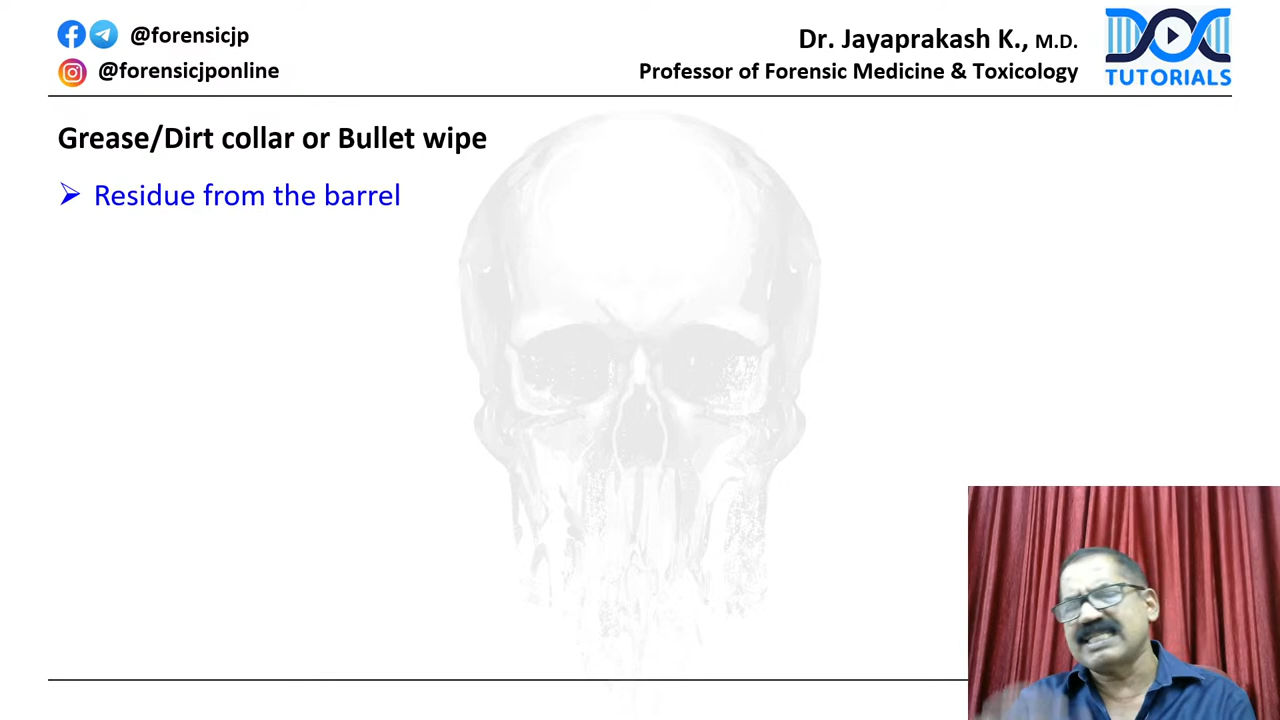 @forensicjp
@forensicjponline
Dr. Jayaprakash K., M.D.
Professor of Forensic Medicine & Toxicology
TUTORIALS
Grease/Dirt collar or Bullet wipe
Residue from the barrel